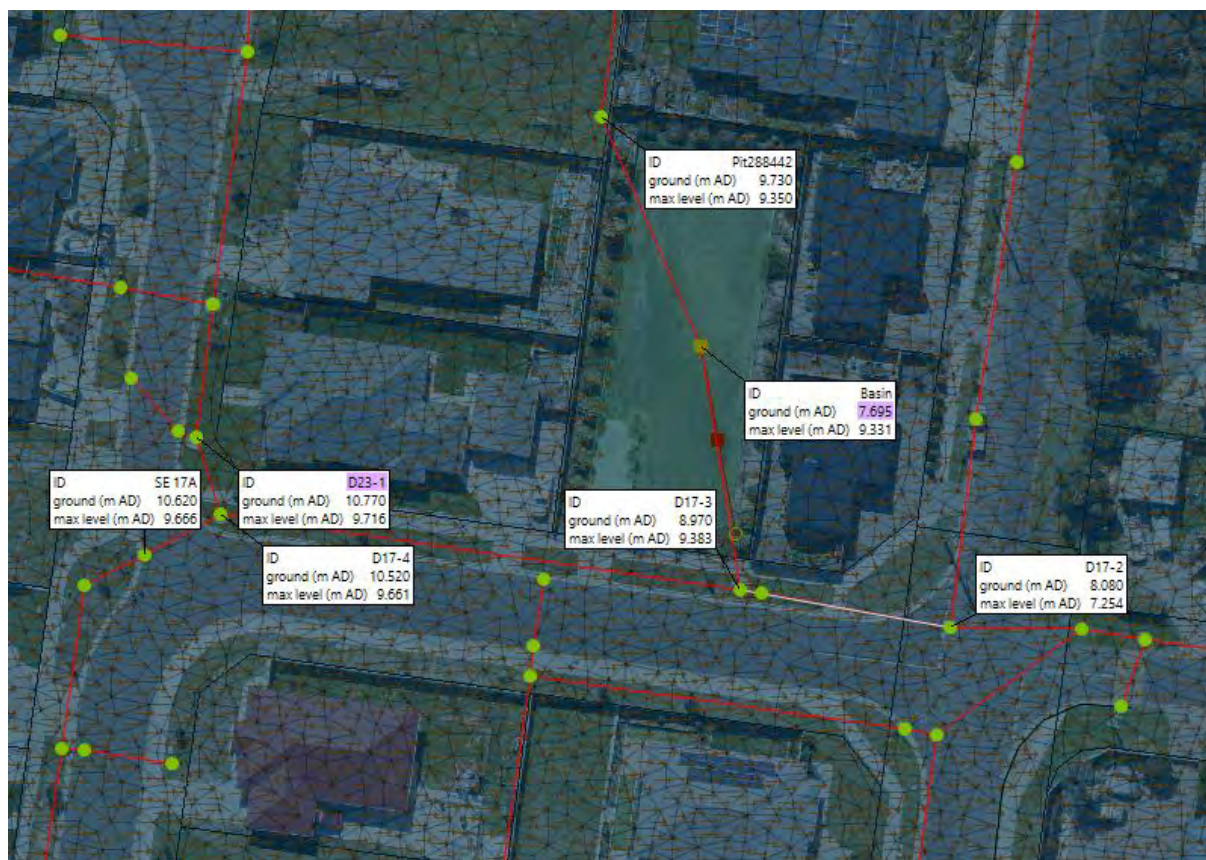 ID Pit288442
ground (m AD) 9.730
max level (m AD) 9.350
ID Basin
ground (m AD) 7.695
max level (m AD) 9.331
ID SE 17A
ground (m AD) 10.620
max level (m AD) 9.666
ID D23-1
ground (m AD) 10.770
max level (m AD) 9.716
ID D17-3
ground (m AD) 8.970
max level (m AD) 9.383
ID D17-4
ground (m AD) 10.520
max level (m AD) 9.661
ID D17-2
ground (m AD) 8.080
max level (m AD) 7.254